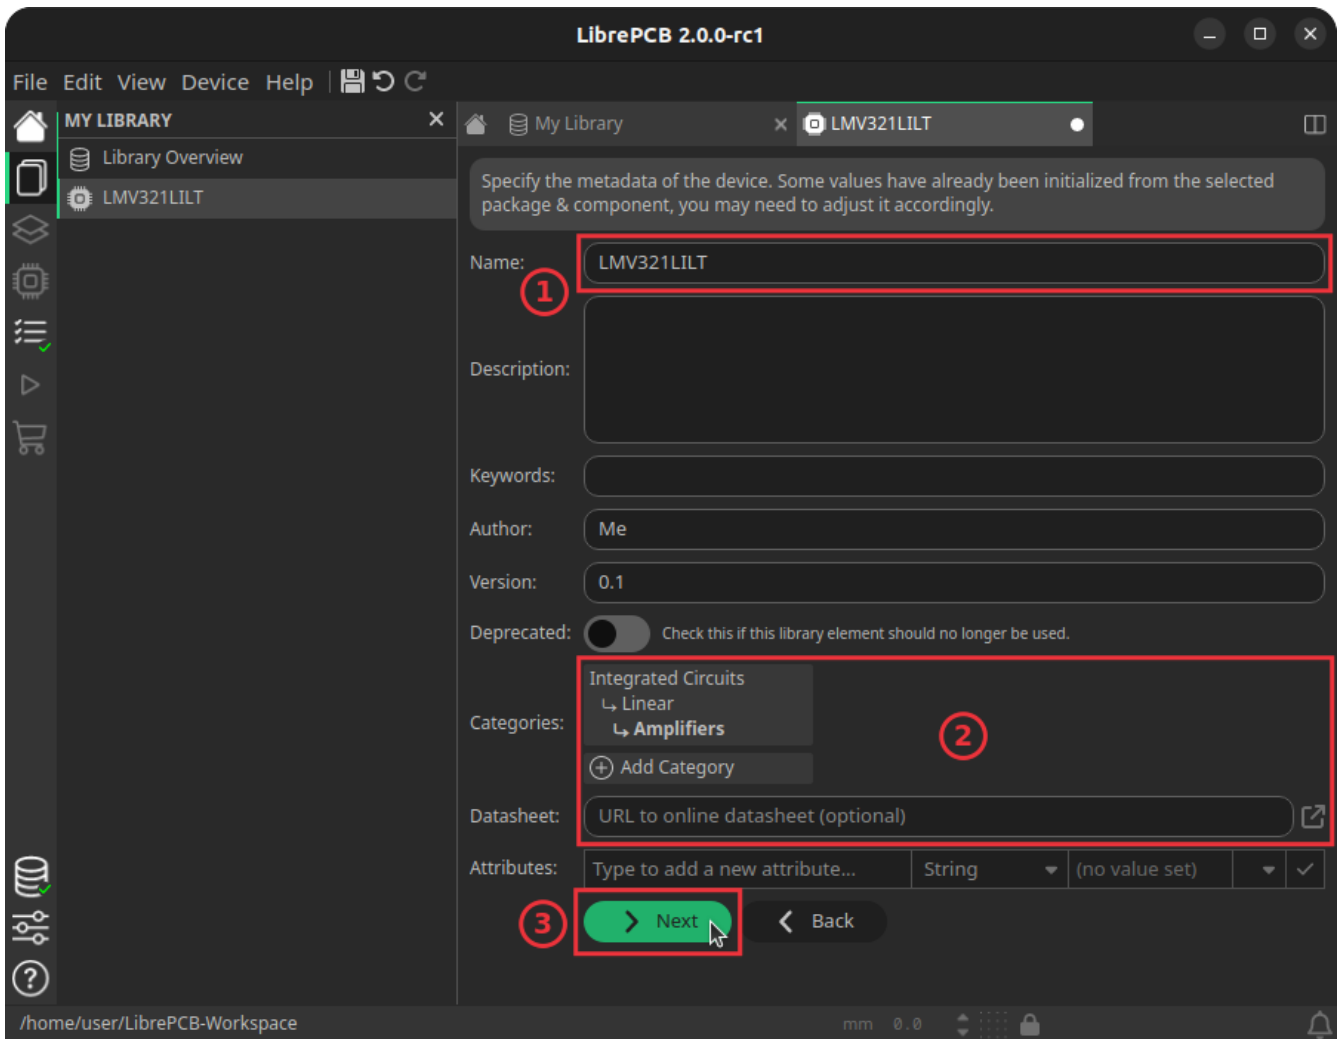 LibrePCB 2.0.0-rc1
File Edit View Device Help
MY LIBRARY
Library Overview
LMV321LILT
My Library
LMV321LILT
Specify the metadata of the device. Some values have already been initialized from the selected
package & component, you may need to adjust it accordingly.
Name: LMV321LILT
1
Description:
Keywords:
Author: Me
Version: 0.1
Deprecated: Check this if this library element should no longer be used.
Categories:
Integrated Circuits
↳ Linear
↳ Amplifiers
2
Add Category
Datasheet: URL to online datasheet (optional)
Attributes: Type to add a new attribute... String (no value set)
3
Next Back
/home/user/LibrePCB-Workspace mm 0.0